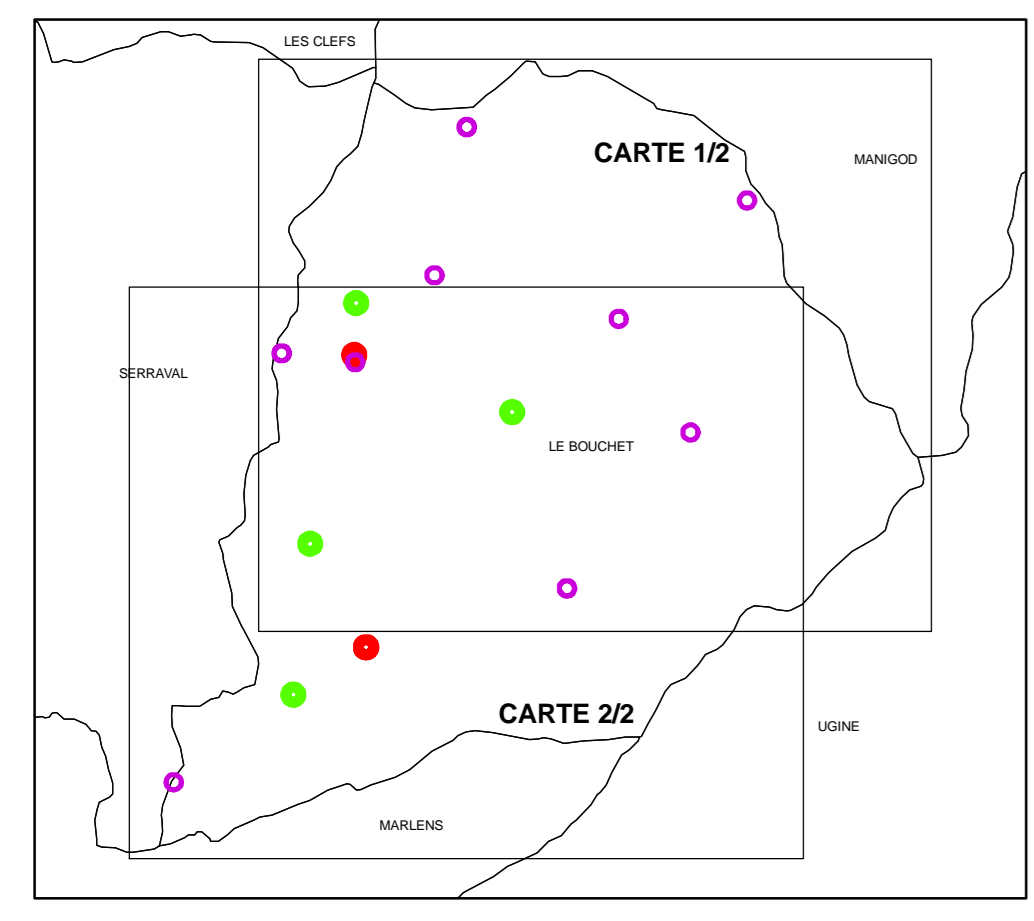 LES CLEFS
CARTE 1/2
MANIGOD
SERRAVAL
LE BOUCHET
CARTE 2/2
UGINE
MARLENS